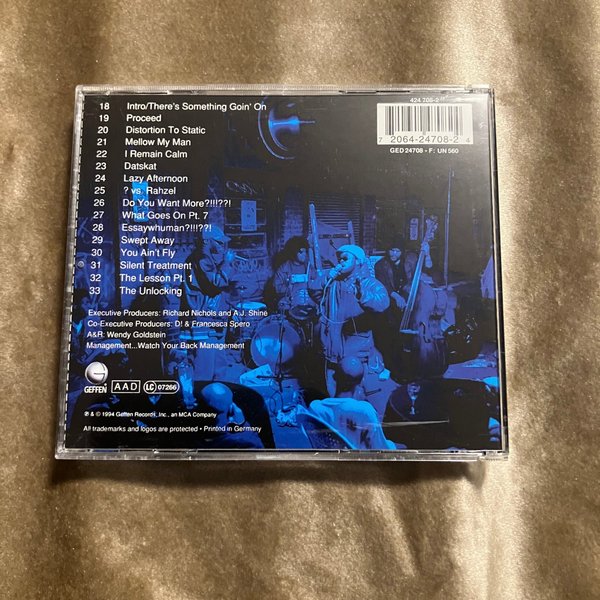 18 Intro/There's Something Goin' On
19 Proceed
20 Distortion To Static
21 Mellow My Man
22 I Remain Calm
23 Datskat
24 Lazy Afternoon
25 ? vs. Rahzel
26 Do You Want More?!!!??!
27 What Goes On Pt. 7
28 Essaywhuman?!!!??!
29 Swept Away
30 You Ain't Fly
31 Silent Treatment
32 The Lesson Pt. 1
33 The Unlocking
424 708-2
7 2064-24708-2 4
GED 24708 - F: UN 560
Executive Producers: Richard Nichols and A.J. Shine
Co-Executive Producers: D! & Francesca Spero
A&R: Wendy Goldstein
Management...Watch Your Back Management
GEFFEN
AAD
LC 07266
℗ & © 1994 Geffen Records, Inc., an MCA Company
All trademarks and logos are protected • Printed in Germany